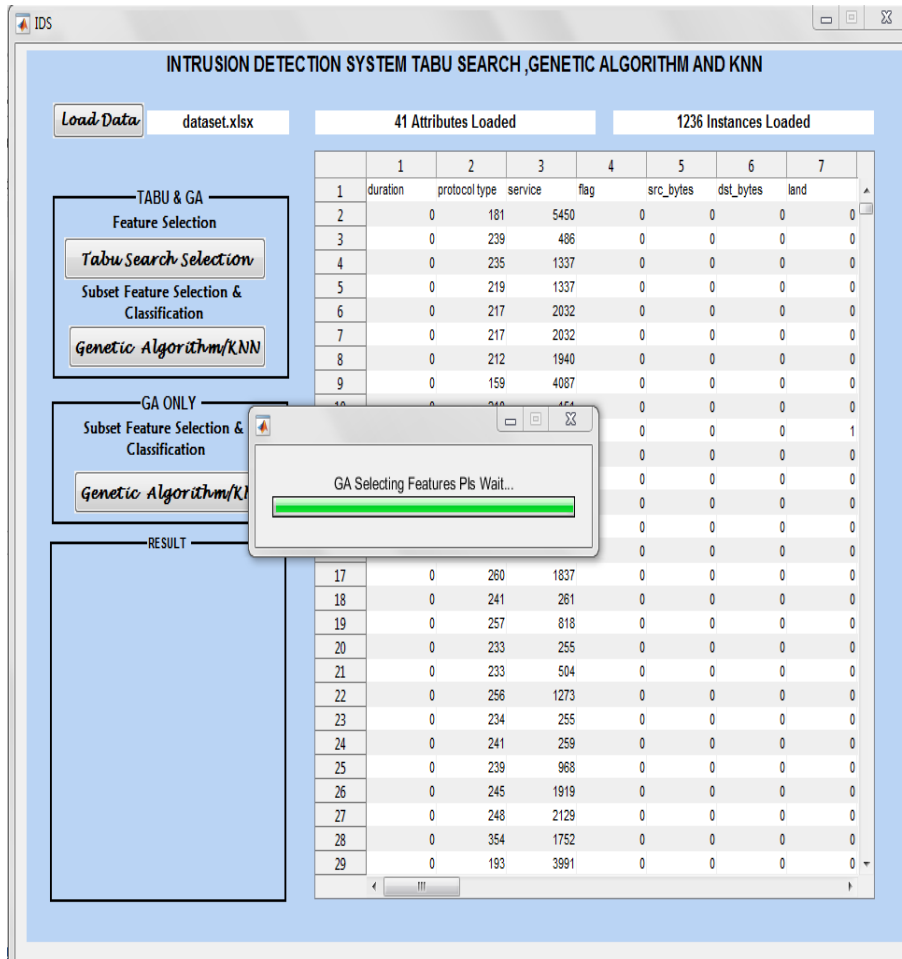 IDS
INTRUSION DETECTION SYSTEM TABU SEARCH ,GENETIC ALGORITHM AND KNN
Load Data dataset.xlsx 41 Attributes Loaded 1236 Instances Loaded
TABU & GA
Feature Selection
Tabu Search Selection
Subset Feature Selection &
Classification
Genetic Algorithm/KNN
GA ONLY
Subset Feature Selection &
Classification
Genetic Algorithm/
RESULT
1 2 3 4 5 6 7
1 duration protocol type service flag src_bytes dst_bytes land
2 0 181 5450 0 0 0 0
3 0 239 486 0 0 0 0
4 0 235 1337 0 0 0 0
5 0 219 1337 0 0 0 0
6 0 217 2032 0 0 0 0
7 0 217 2032 0 0 0 0
8 0 212 1940 0 0 0 0
9 0 159 4087 0 0 0 0
0 0 0 0
0 0 0 1
0 0 0 0
0 0 0 0
0 0 0 0
0 0 0 0
0 0 0 0
17 0 260 1837 0 0 0 0
18 0 241 261 0 0 0 0
19 0 257 818 0 0 0 0
20 0 233 255 0 0 0 0
21 0 233 504 0 0 0 0
22 0 256 1273 0 0 0 0
23 0 234 255 0 0 0 0
24 0 241 259 0 0 0 0
25 0 239 968 0 0 0 0
26 0 245 1919 0 0 0 0
27 0 248 2129 0 0 0 0
28 0 354 1752 0 0 0 0
29 0 193 3991 0 0 0 0
GA Selecting Features Pls Wait...